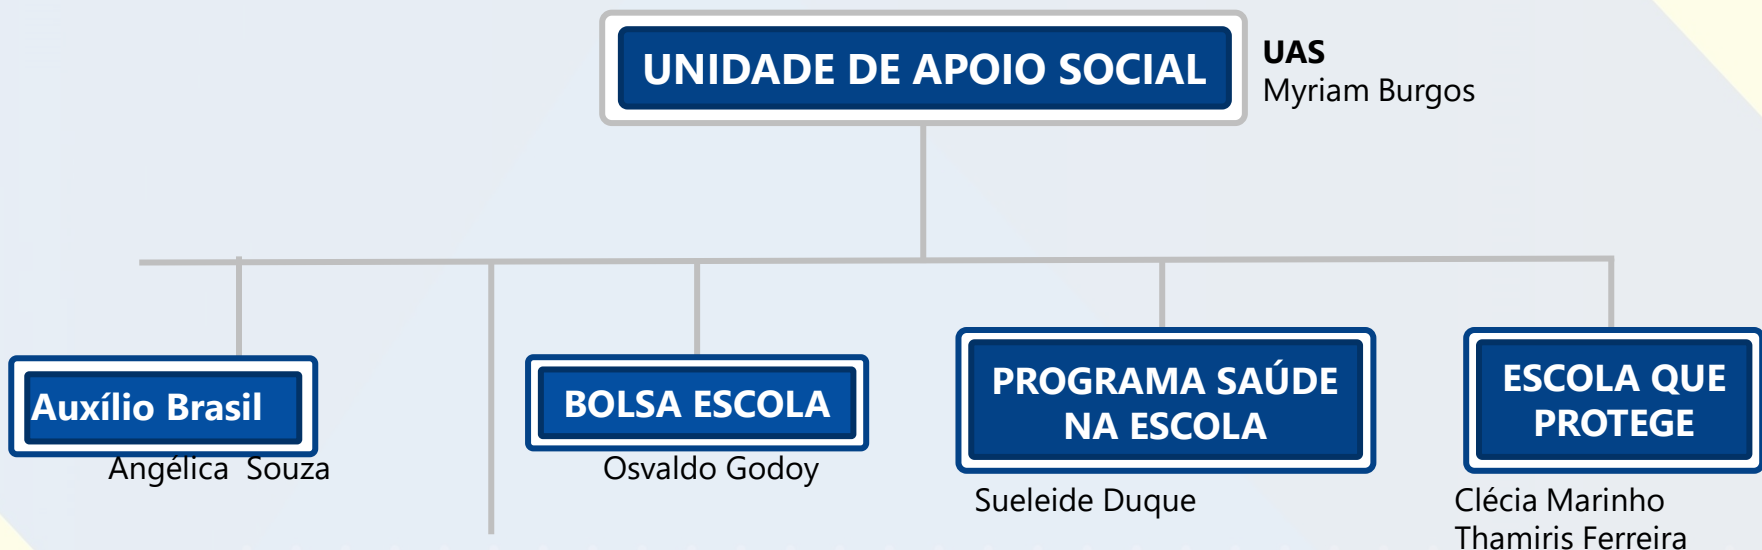 UNIDADE DE APOIO SOCIAL
UAS
Myriam Burgos
Auxílio Brasil
Angélica Souza
BOLSA ESCOLA
Osvaldo Godoy
PROGRAMA SAÚDE
NA ESCOLA
Sueleide Duque
ESCOLA QUE
PROTEGE
Clécia Marinho
Thamiris Ferreira